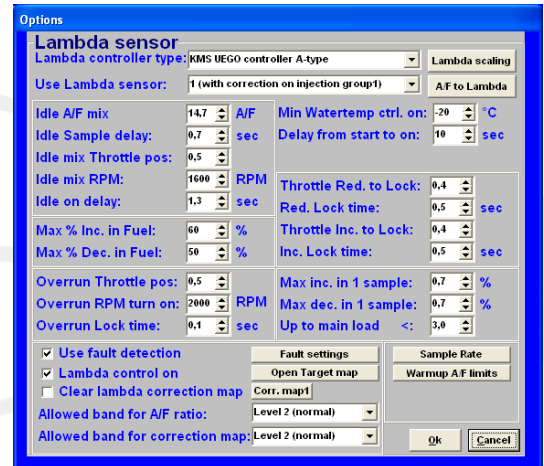 Options
Lambda sensor
Lambda controller type: KMS UEGO controller A-type Lambda scaling
Use Lambda sensor: 1 (with correction on injection group1) A/F to Lambda
Idle A/F mix 14,7 A/F Min Watertemp ctrl. on: -20 °C
Idle Sample delay: 0,7 sec Delay from start to on: 10 sec
Idle mix Throttle pos: 0,5
Idle mix RPM: 1600 RPM Throttle Red. to Lock: 0,4
Idle on delay: 1,3 sec Red. Lock time: 0,5 sec
Max % Inc. in Fuel: 60 % Throttle Inc. to Lock: 0,4
Max % Dec. in Fuel: 50 % Inc. Lock time: 0,5 sec
Overrun Throttle pos: 0,5 Max inc. in 1 sample: 0,7 %
Overrun RPM turn on: 2000 RPM Max dec. in 1 sample: 0,7 %
Overrun Lock time: 0,1 sec Up to main load <: 3,0
Use fault detection Fault settings Sample Rate
Lambda control on Open Target map Warmup A/F limits
Clear lambda correction map Corr. map1
Allowed band for A/F ratio: Level 2 (normal)
Allowed band for correction map: Level 2 (normal) Ok Cancel